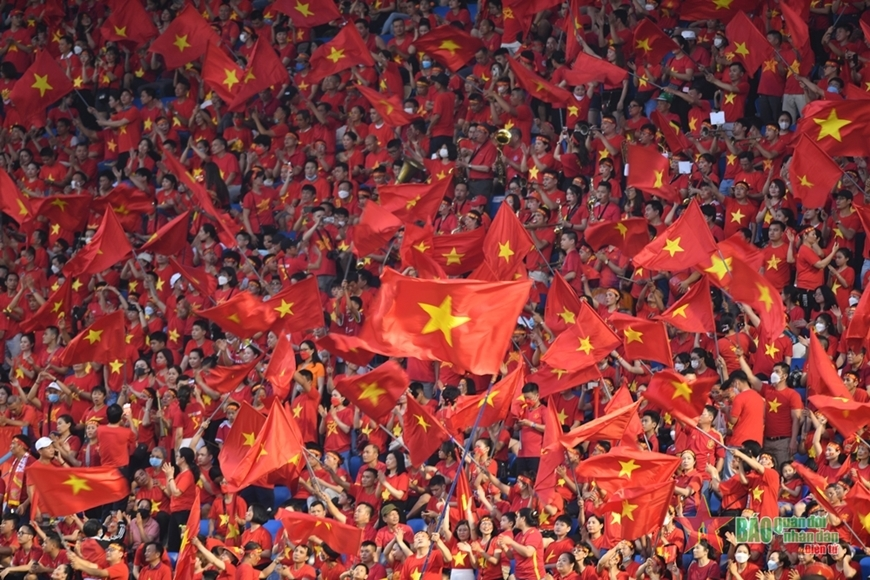 BÁO quân đội
nhân dân
Điện tử